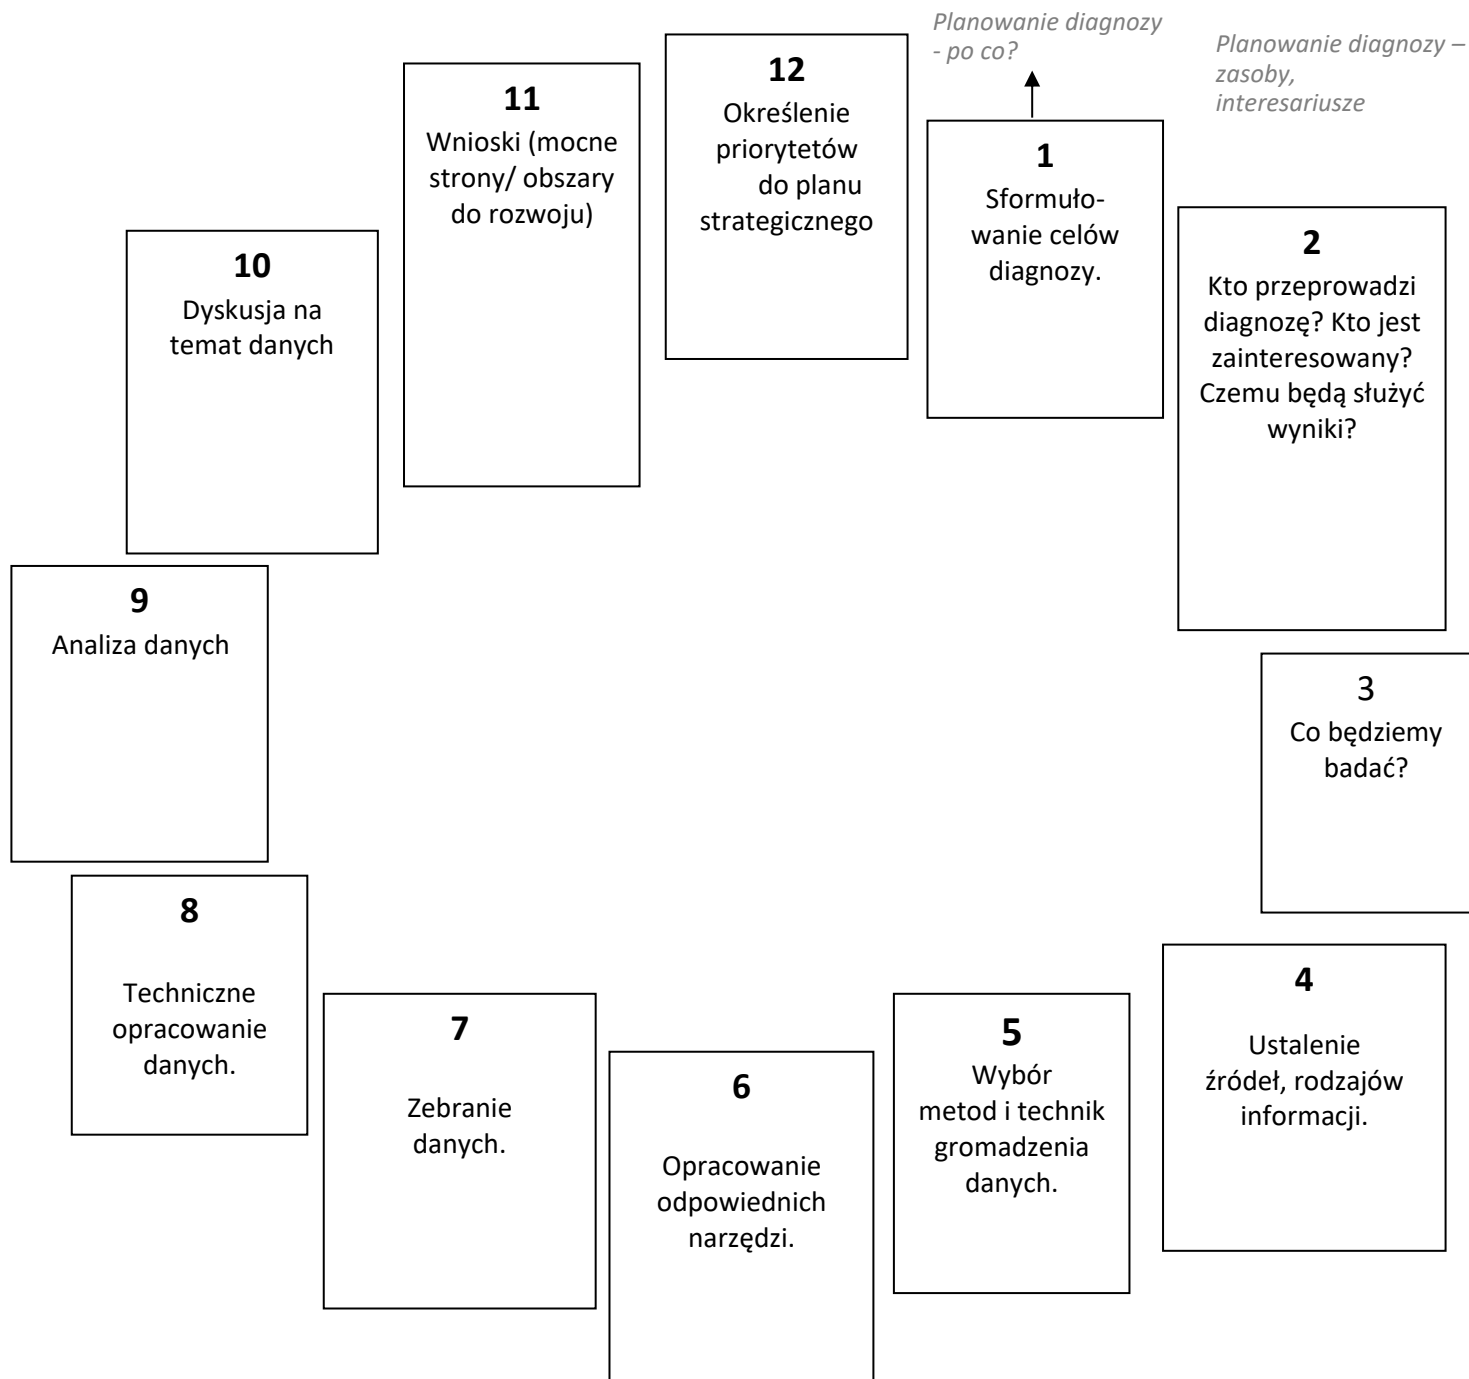 Planowanie diagnozy
- po co?
Planowanie diagnozy –
zasoby,
interesariusze
1
Sformuło-
wanie celów
diagnozy.
2
Kto przeprowadzi
diagnozę? Kto jest
zainteresowany?
Czemu będą służyć
wyniki?
3
Co będziemy
badać?
4
Ustalenie
źródeł, rodzajów
informacji.
5
Wybór
metod i technik
gromadzenia
danych.
6
Opracowanie
odpowiednich
narzędzi.
7
Zebranie
danych.
8
Techniczne
opracowanie
danych.
9
Analiza danych
10
Dyskusja na
temat danych
11
Wnioski (mocne
strony/ obszary
do rozwoju)
12
Określenie
priorytetów
do planu
strategicznego